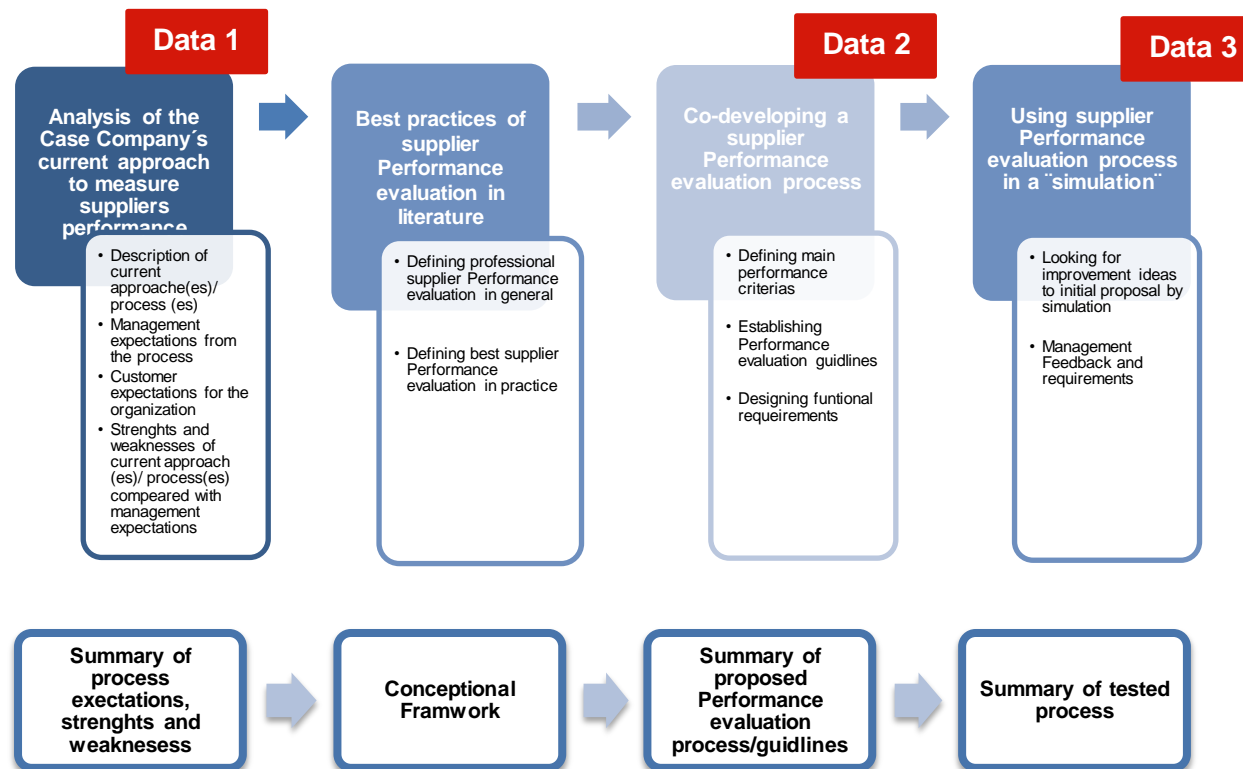 Data 1
Analysis of the
Case Company´s
current approach
to measure
suppliers
performance
• Description of
current
approache(es)/
process (es)
• Management
expectations from
the process
• Customer
expectations for the
organization
• Strenghts and
weaknesses of
current approach
(es)/ process(es)
compeared with
management
expectations
Best practices of
supplier
Performance
evaluation in
literature
• Defining professional
supplier Performance
evaluation in general
• Defining best supplier
Performance
evaluation in practice
Data 2
Co-developing a
supplier
Performance
evaluation process
• Defining main
performance
criterias
• Establishing
Performance
evaluation guidlines
• Designing funtional
requeirements
Data 3
Using supplier
Performance
evaluation process
in a ¨simulation¨
• Looking for
improvement ideas
to initial proposal by
simulation
• Management
Feedback and
requirements
Summary of
process
exectations,
strenghts and
weaknesess
Conceptional
Framwork
Summary of
proposed
Performance
evaluation
process/guidlines
Summary of tested
process